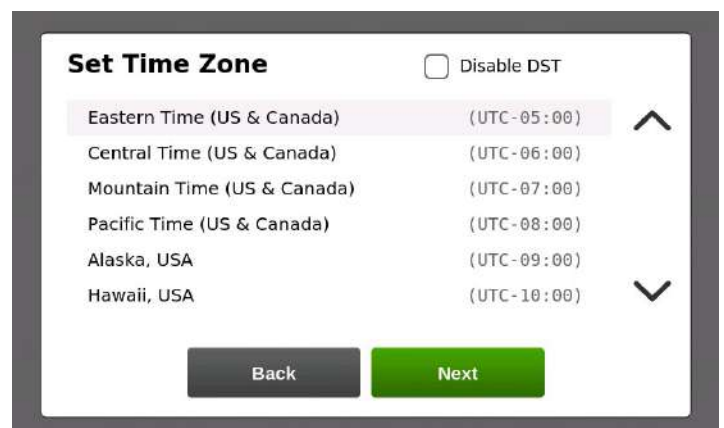 Set Time Zone
Disable DST
Eastern Time (US & Canada) (UTC-05:00)
Central Time (US & Canada) (UTC-06:00)
Mountain Time (US & Canada) (UTC-07:00)
Pacific Time (US & Canada) (UTC-08:00)
Alaska, USA (UTC-09:00)
Hawaii, USA (UTC-10:00)
Back
Next